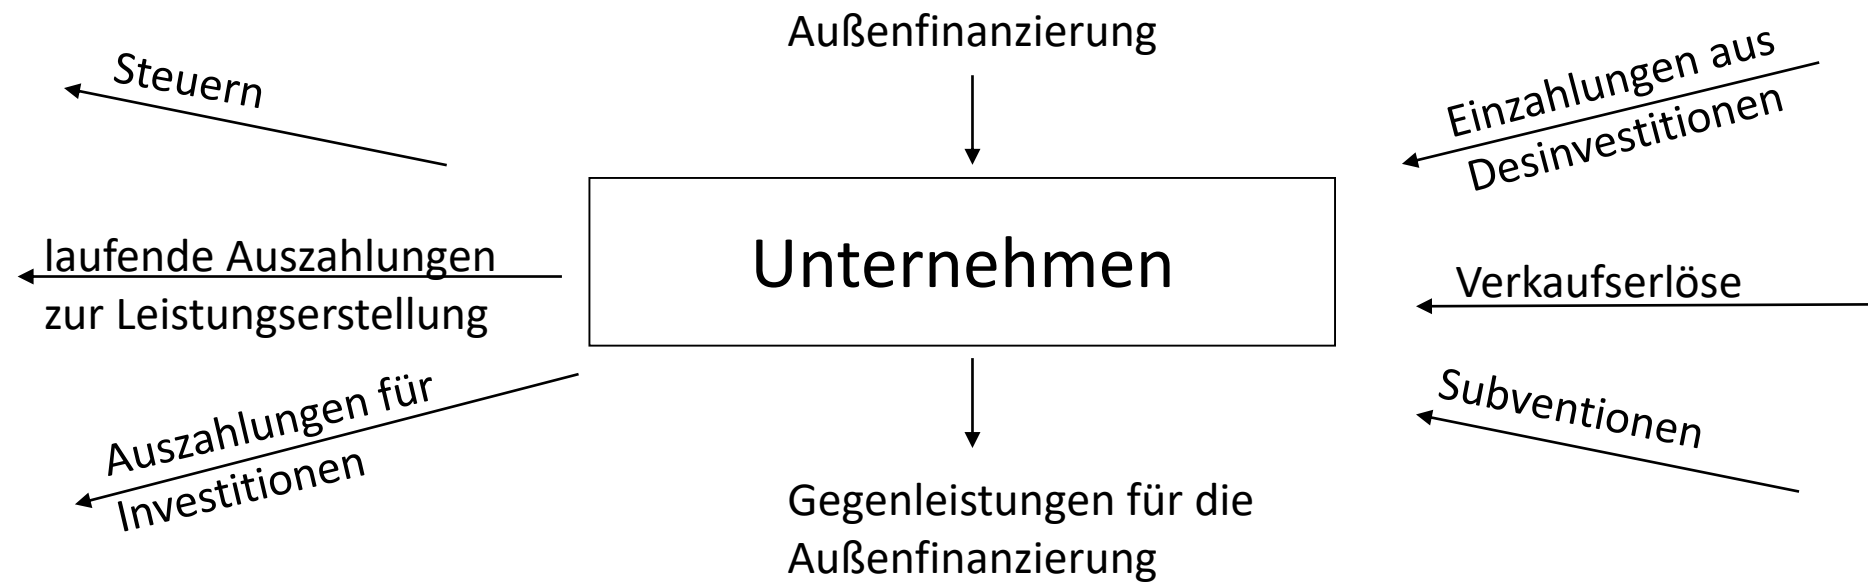 Außenfinanzierung
Steuern
Einzahlungen aus
Desinvestitionen
laufende Auszahlungen
zur Leistungserstellung
Unternehmen
Verkaufserlöse
Auszahlungen für
Investitionen
Subventionen
Gegenleistungen für die
Außenfinanzierung